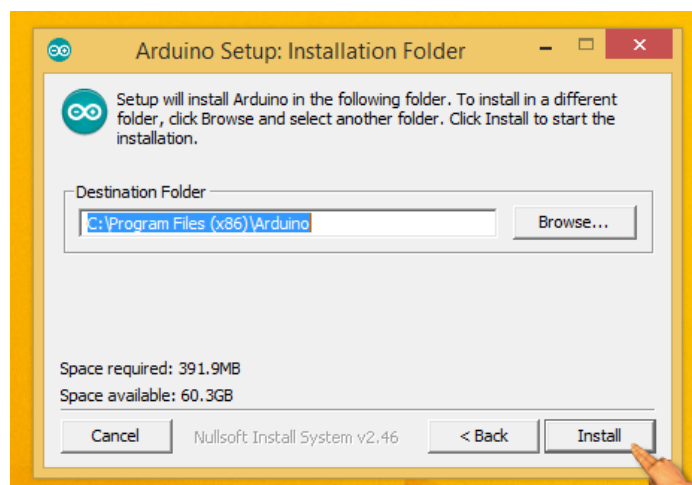 Arduino Setup: Installation Folder
Setup will install Arduino in the following folder. To install in a different
folder, click Browse and select another folder. Click Install to start the
installation.
Destination Folder
C:\Program Files (x86)\Arduino
Browse...
Space required: 391.9MB
Space available: 60.3GB
Cancel
Nullsoft Install System v2.46
< Back
Install